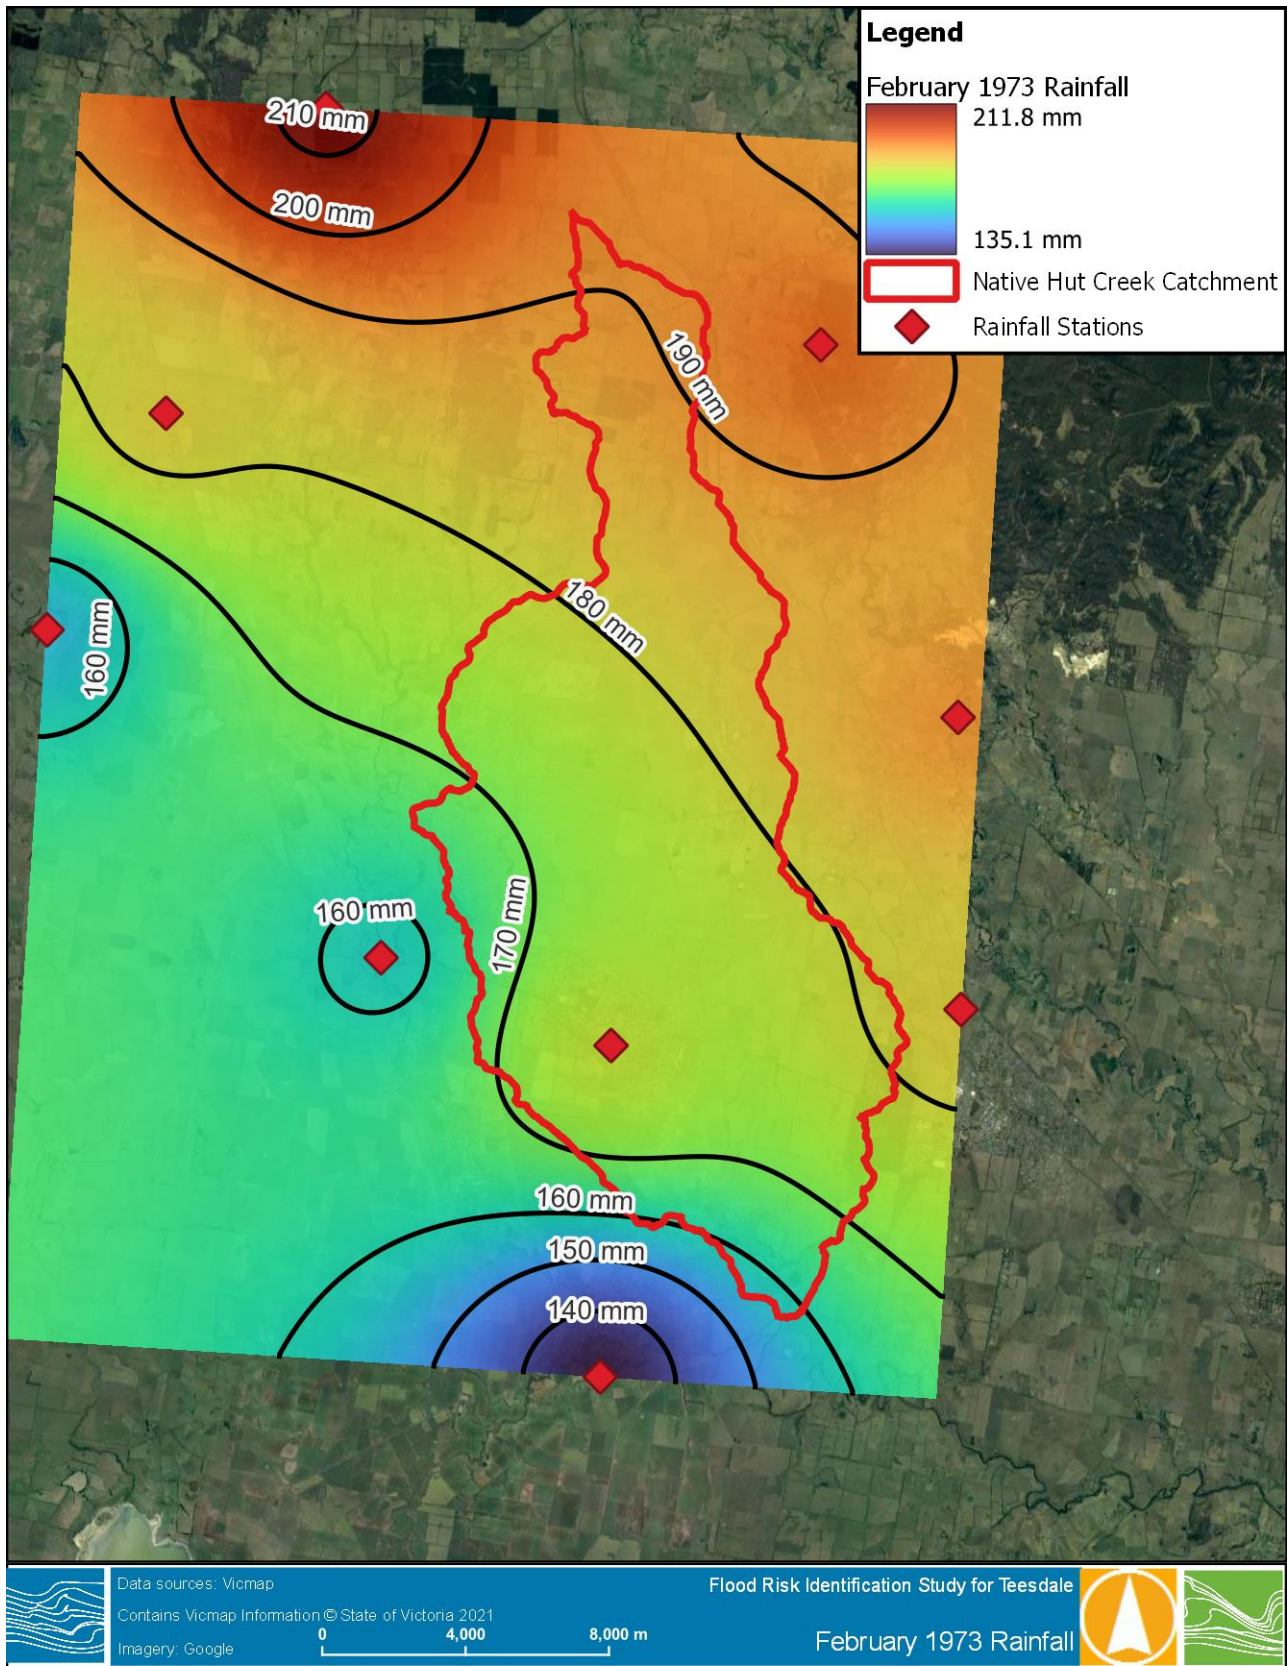 Legend
February 1973 Rainfall
211.8 mm
135.1 mm
Native Hut Creek Catchment
Rainfall Stations
210 mm
200 mm
190 mm
180 mm
160 mm
170 mm
160 mm
160 mm
150 mm
140 mm
Data sources: Vicmap
Contains Vicmap Information © State of Victoria 2021
Imagery: Google
0 4,000 8,000 m
Flood Risk Identification Study for Teesdale
February 1973 Rainfall